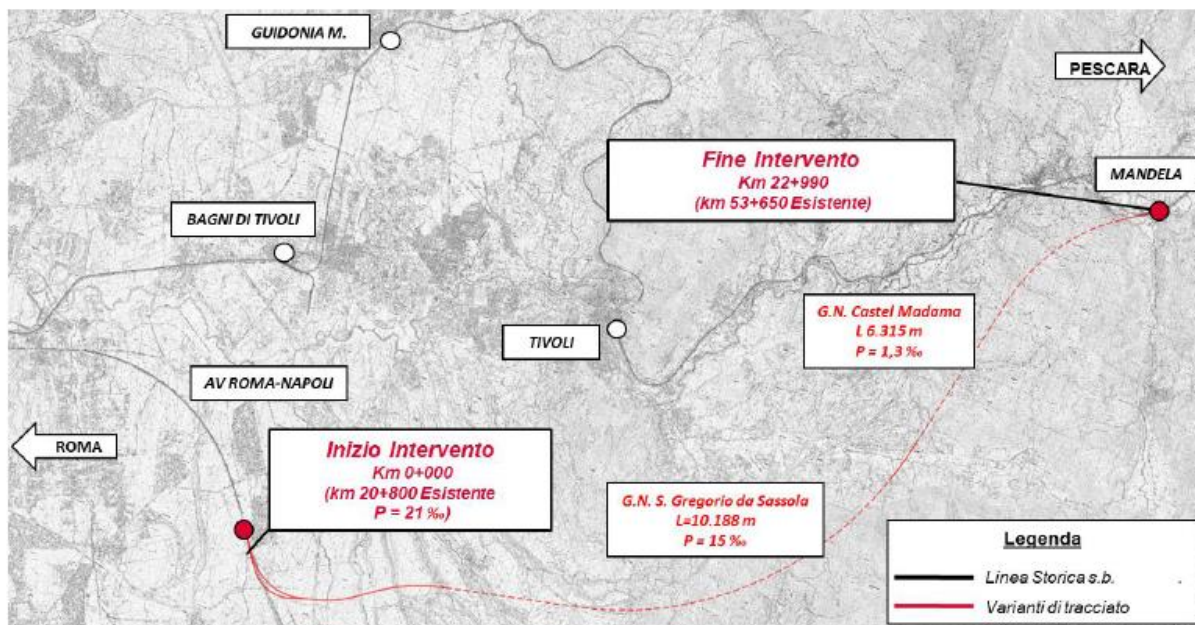 GUIDONIA M.
PESCARA
Fine Intervento
Km 22+990
(km 53+650 Esistente)
MANDELA
BAGNI DI TIVOLI
G.N. Castel Madama
L 6.315 m
P = 1,3 ‰
TIVOLI
AV ROMA-NAPOLI
ROMA
Inizio Intervento
Km 0+000
(km 20+800 Esistente
P = 21 ‰)
G.N. S. Gregorio da Sassola
L=10.188 m
P = 15 ‰
Legenda
Linea Storica s.b.
Varianti di tracciato